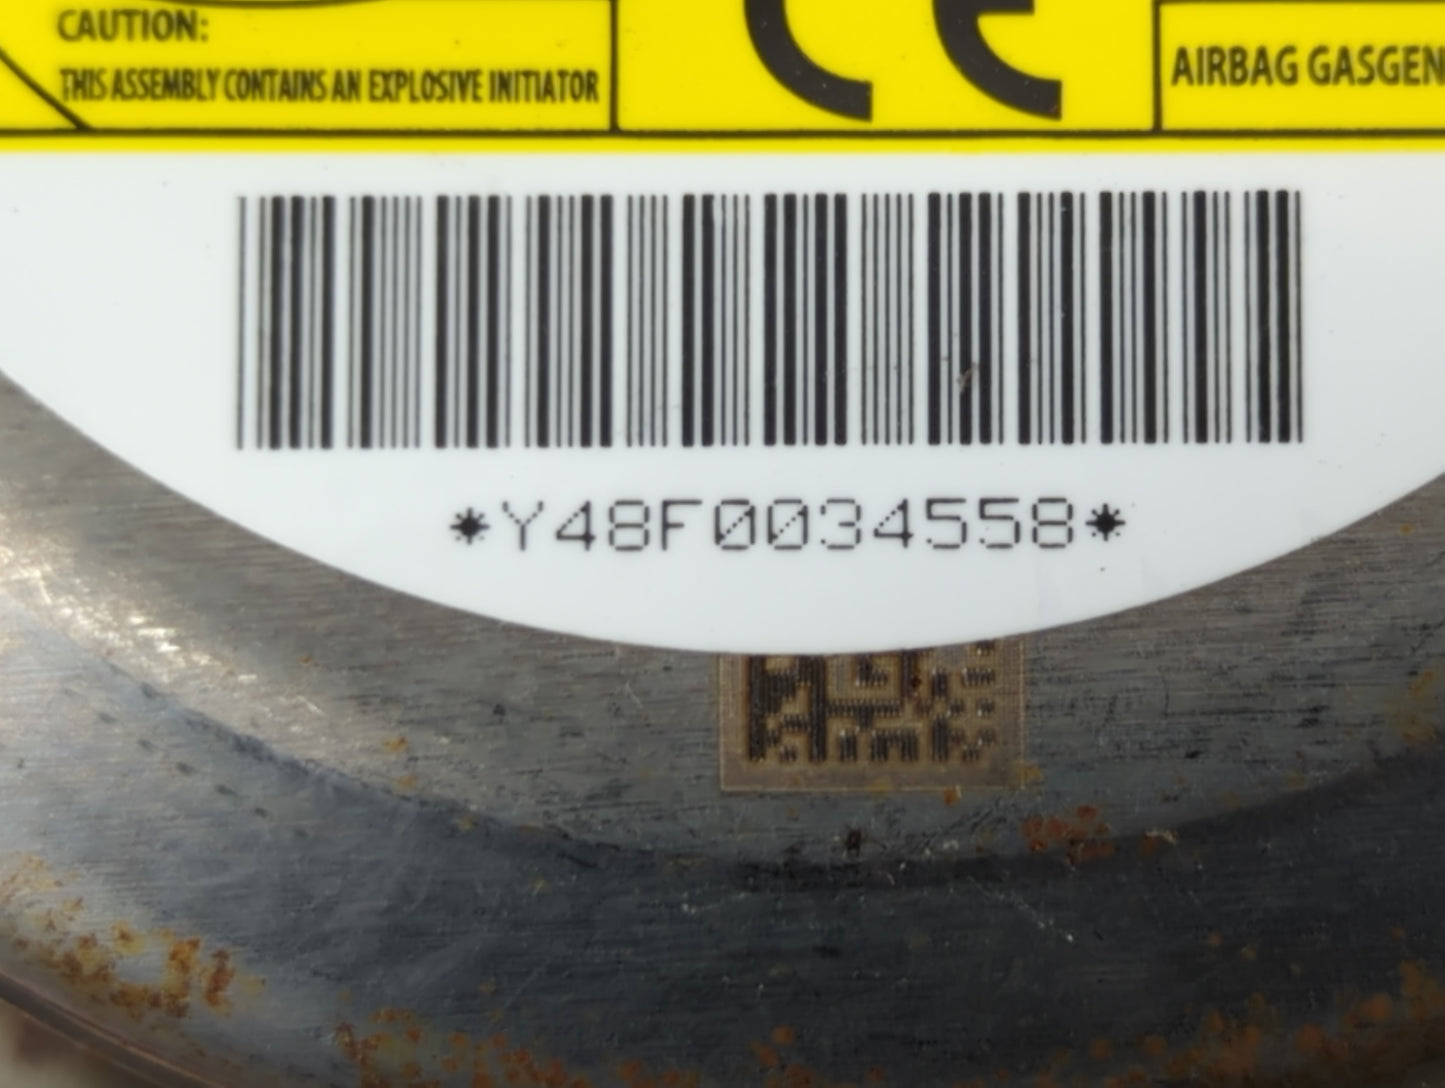 CAUTION:
THIS ASSEMBLY CONTAINS AN EXPLOSIVE INITIATOR
CE
AIRBAG GASGEN
*Y48F0034558*